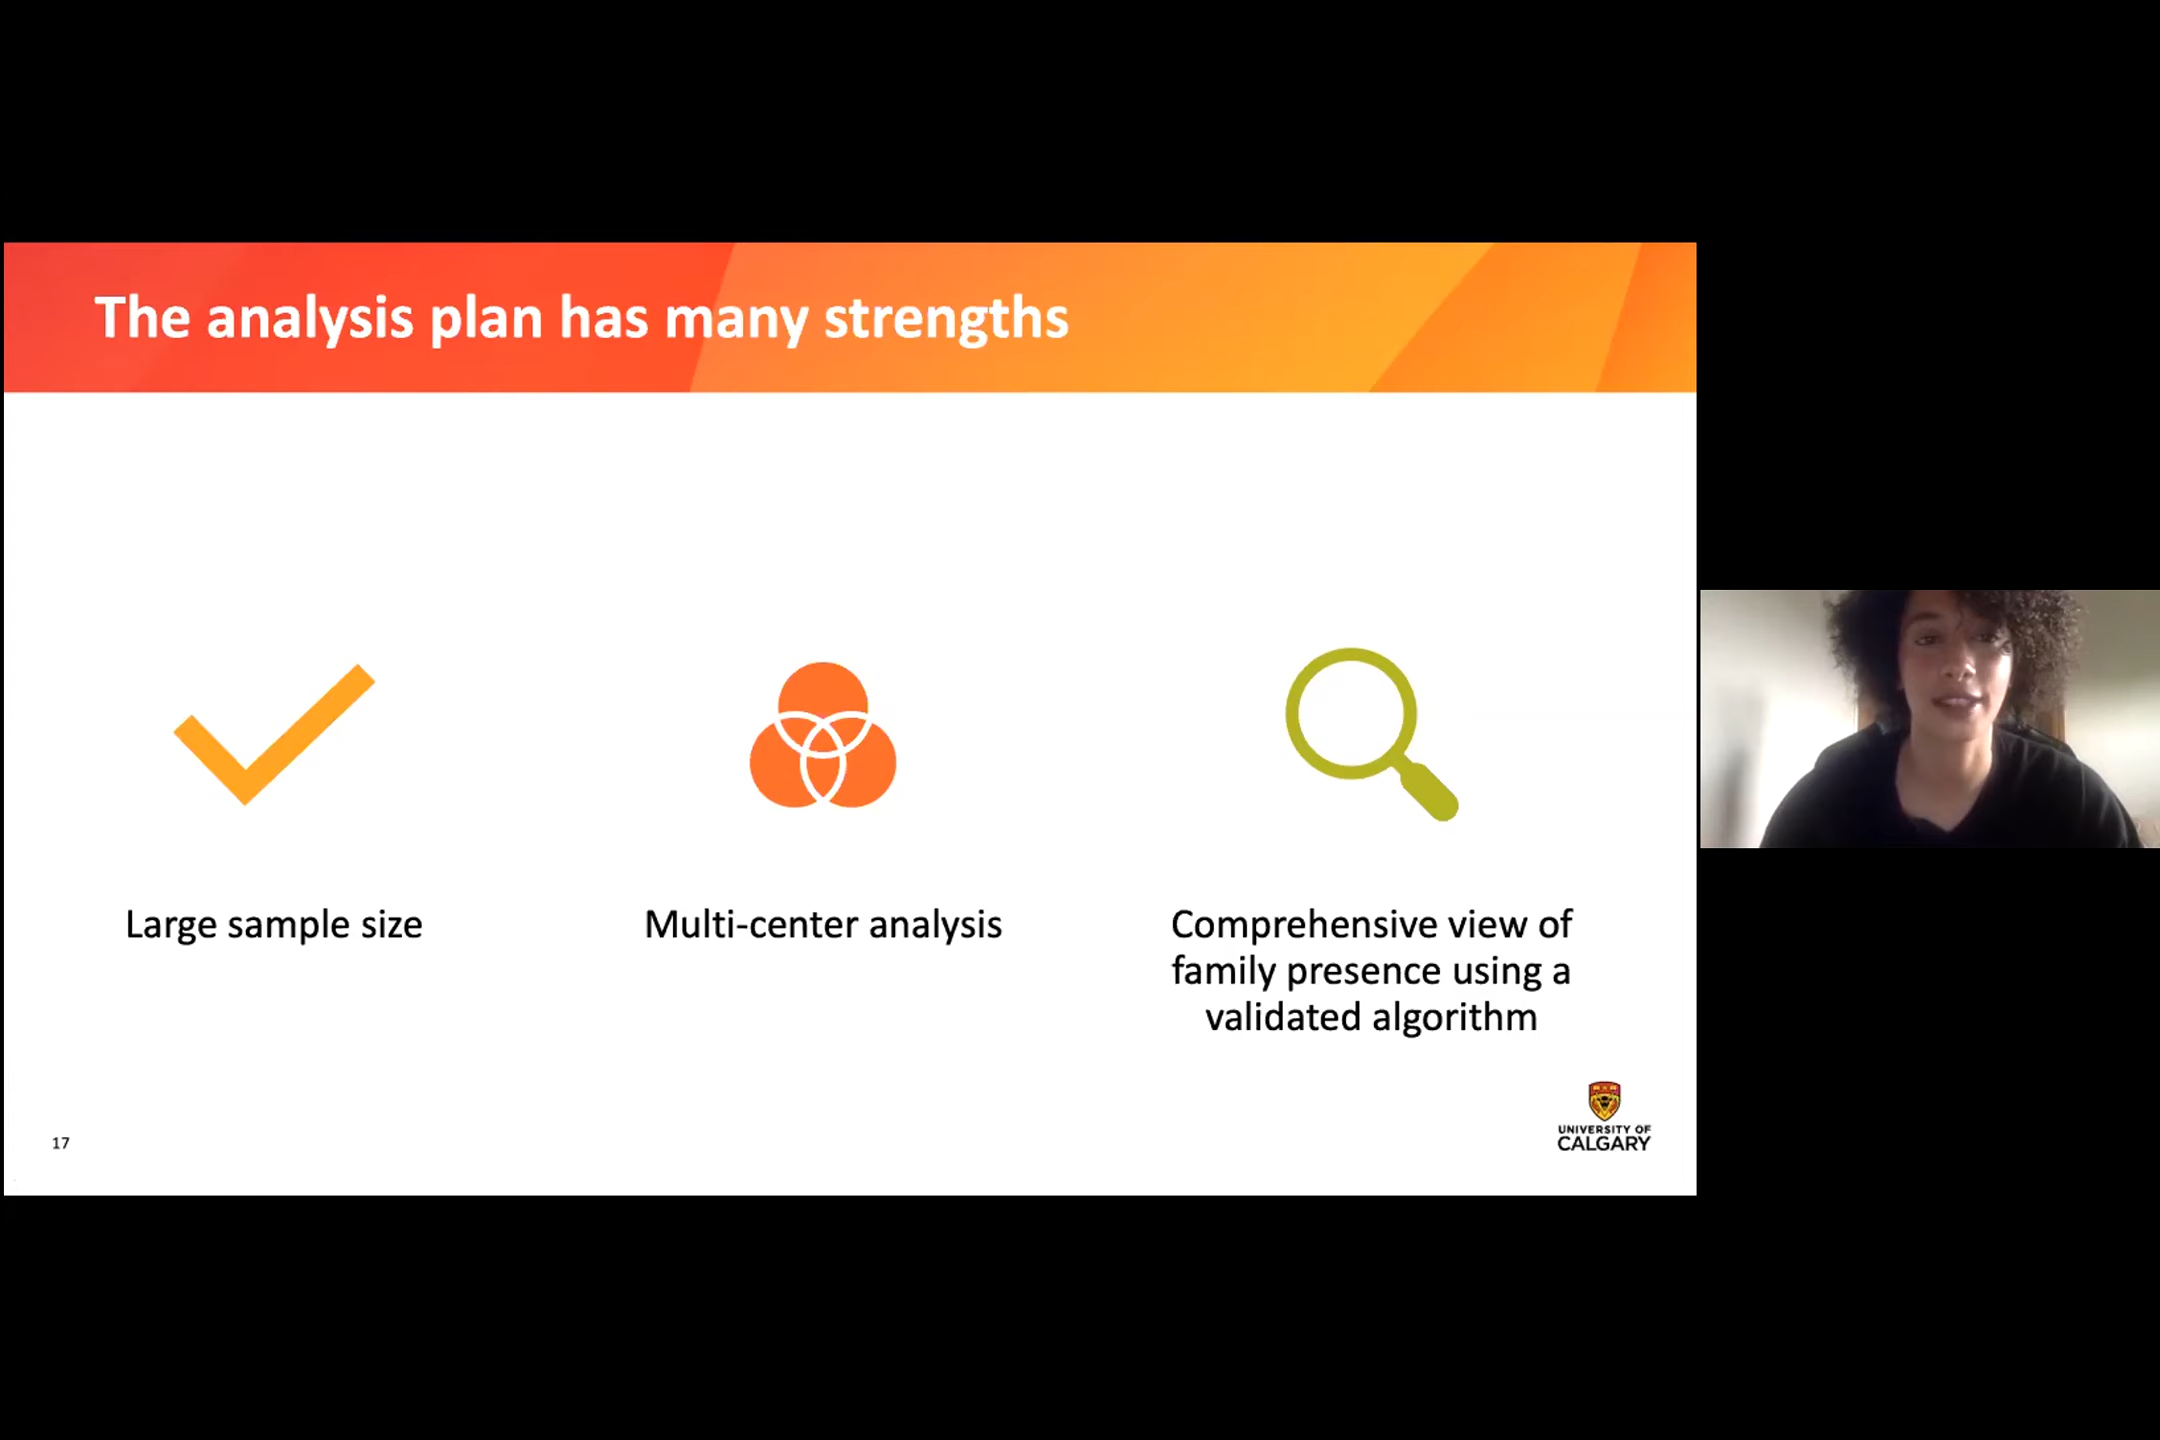 The analysis plan has many strengths
Large sample size
Multi-center analysis
Comprehensive view of
family presence using a
validated algorithm
17
UNIVERSITY OF
CALGARY